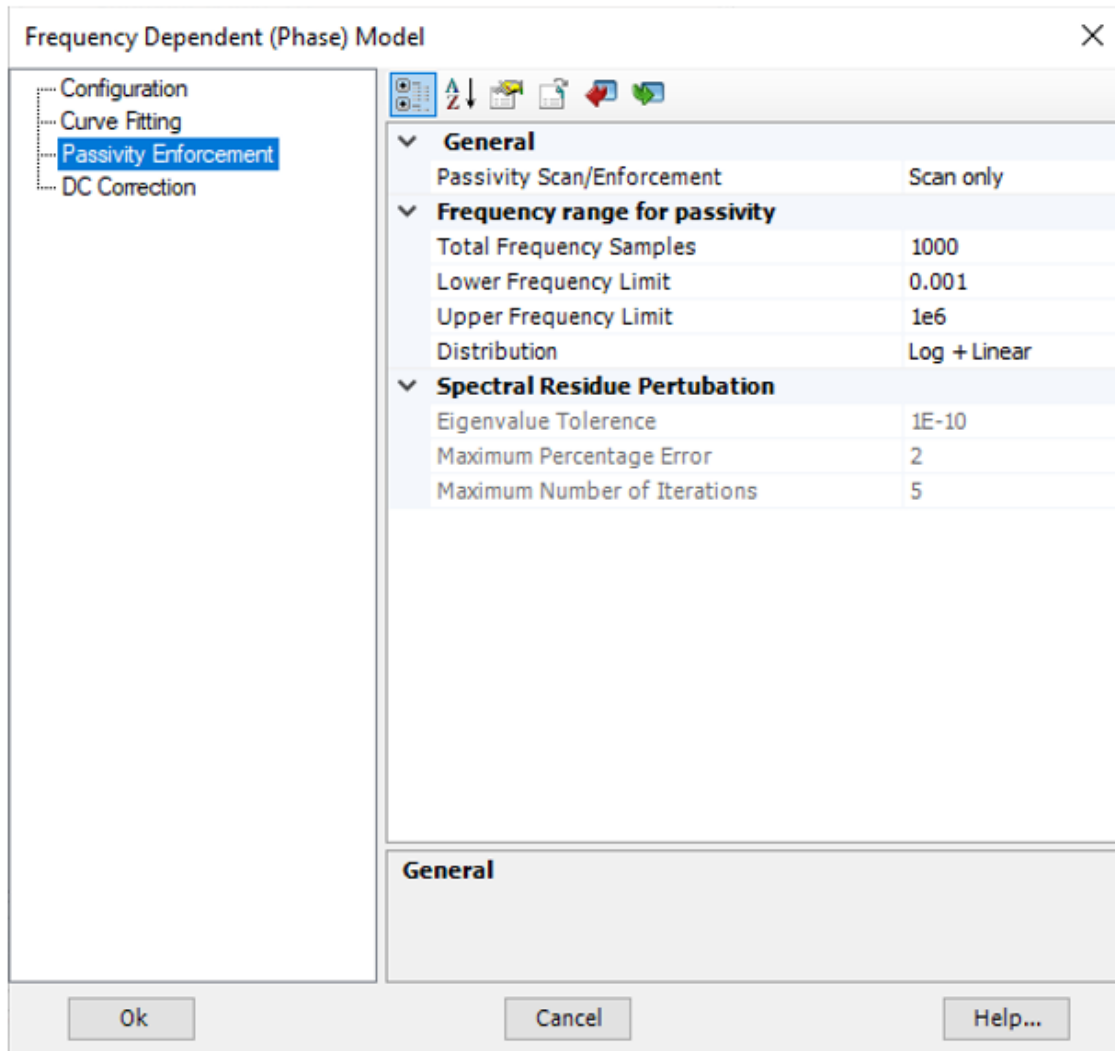 Frequency Dependent (Phase) Model
Configuration
Curve Fitting
Passivity Enforcement
DC Correction
General
Passivity Scan/Enforcement Scan only
Frequency range for passivity
Total Frequency Samples 1000
Lower Frequency Limit 0.001
Upper Frequency Limit 1e6
Distribution Log + Linear
Spectral Residue Pertubation
Eigenvalue Tolerence 1E-10
Maximum Percentage Error 2
Maximum Number of Iterations 5
General
Ok Cancel Help...